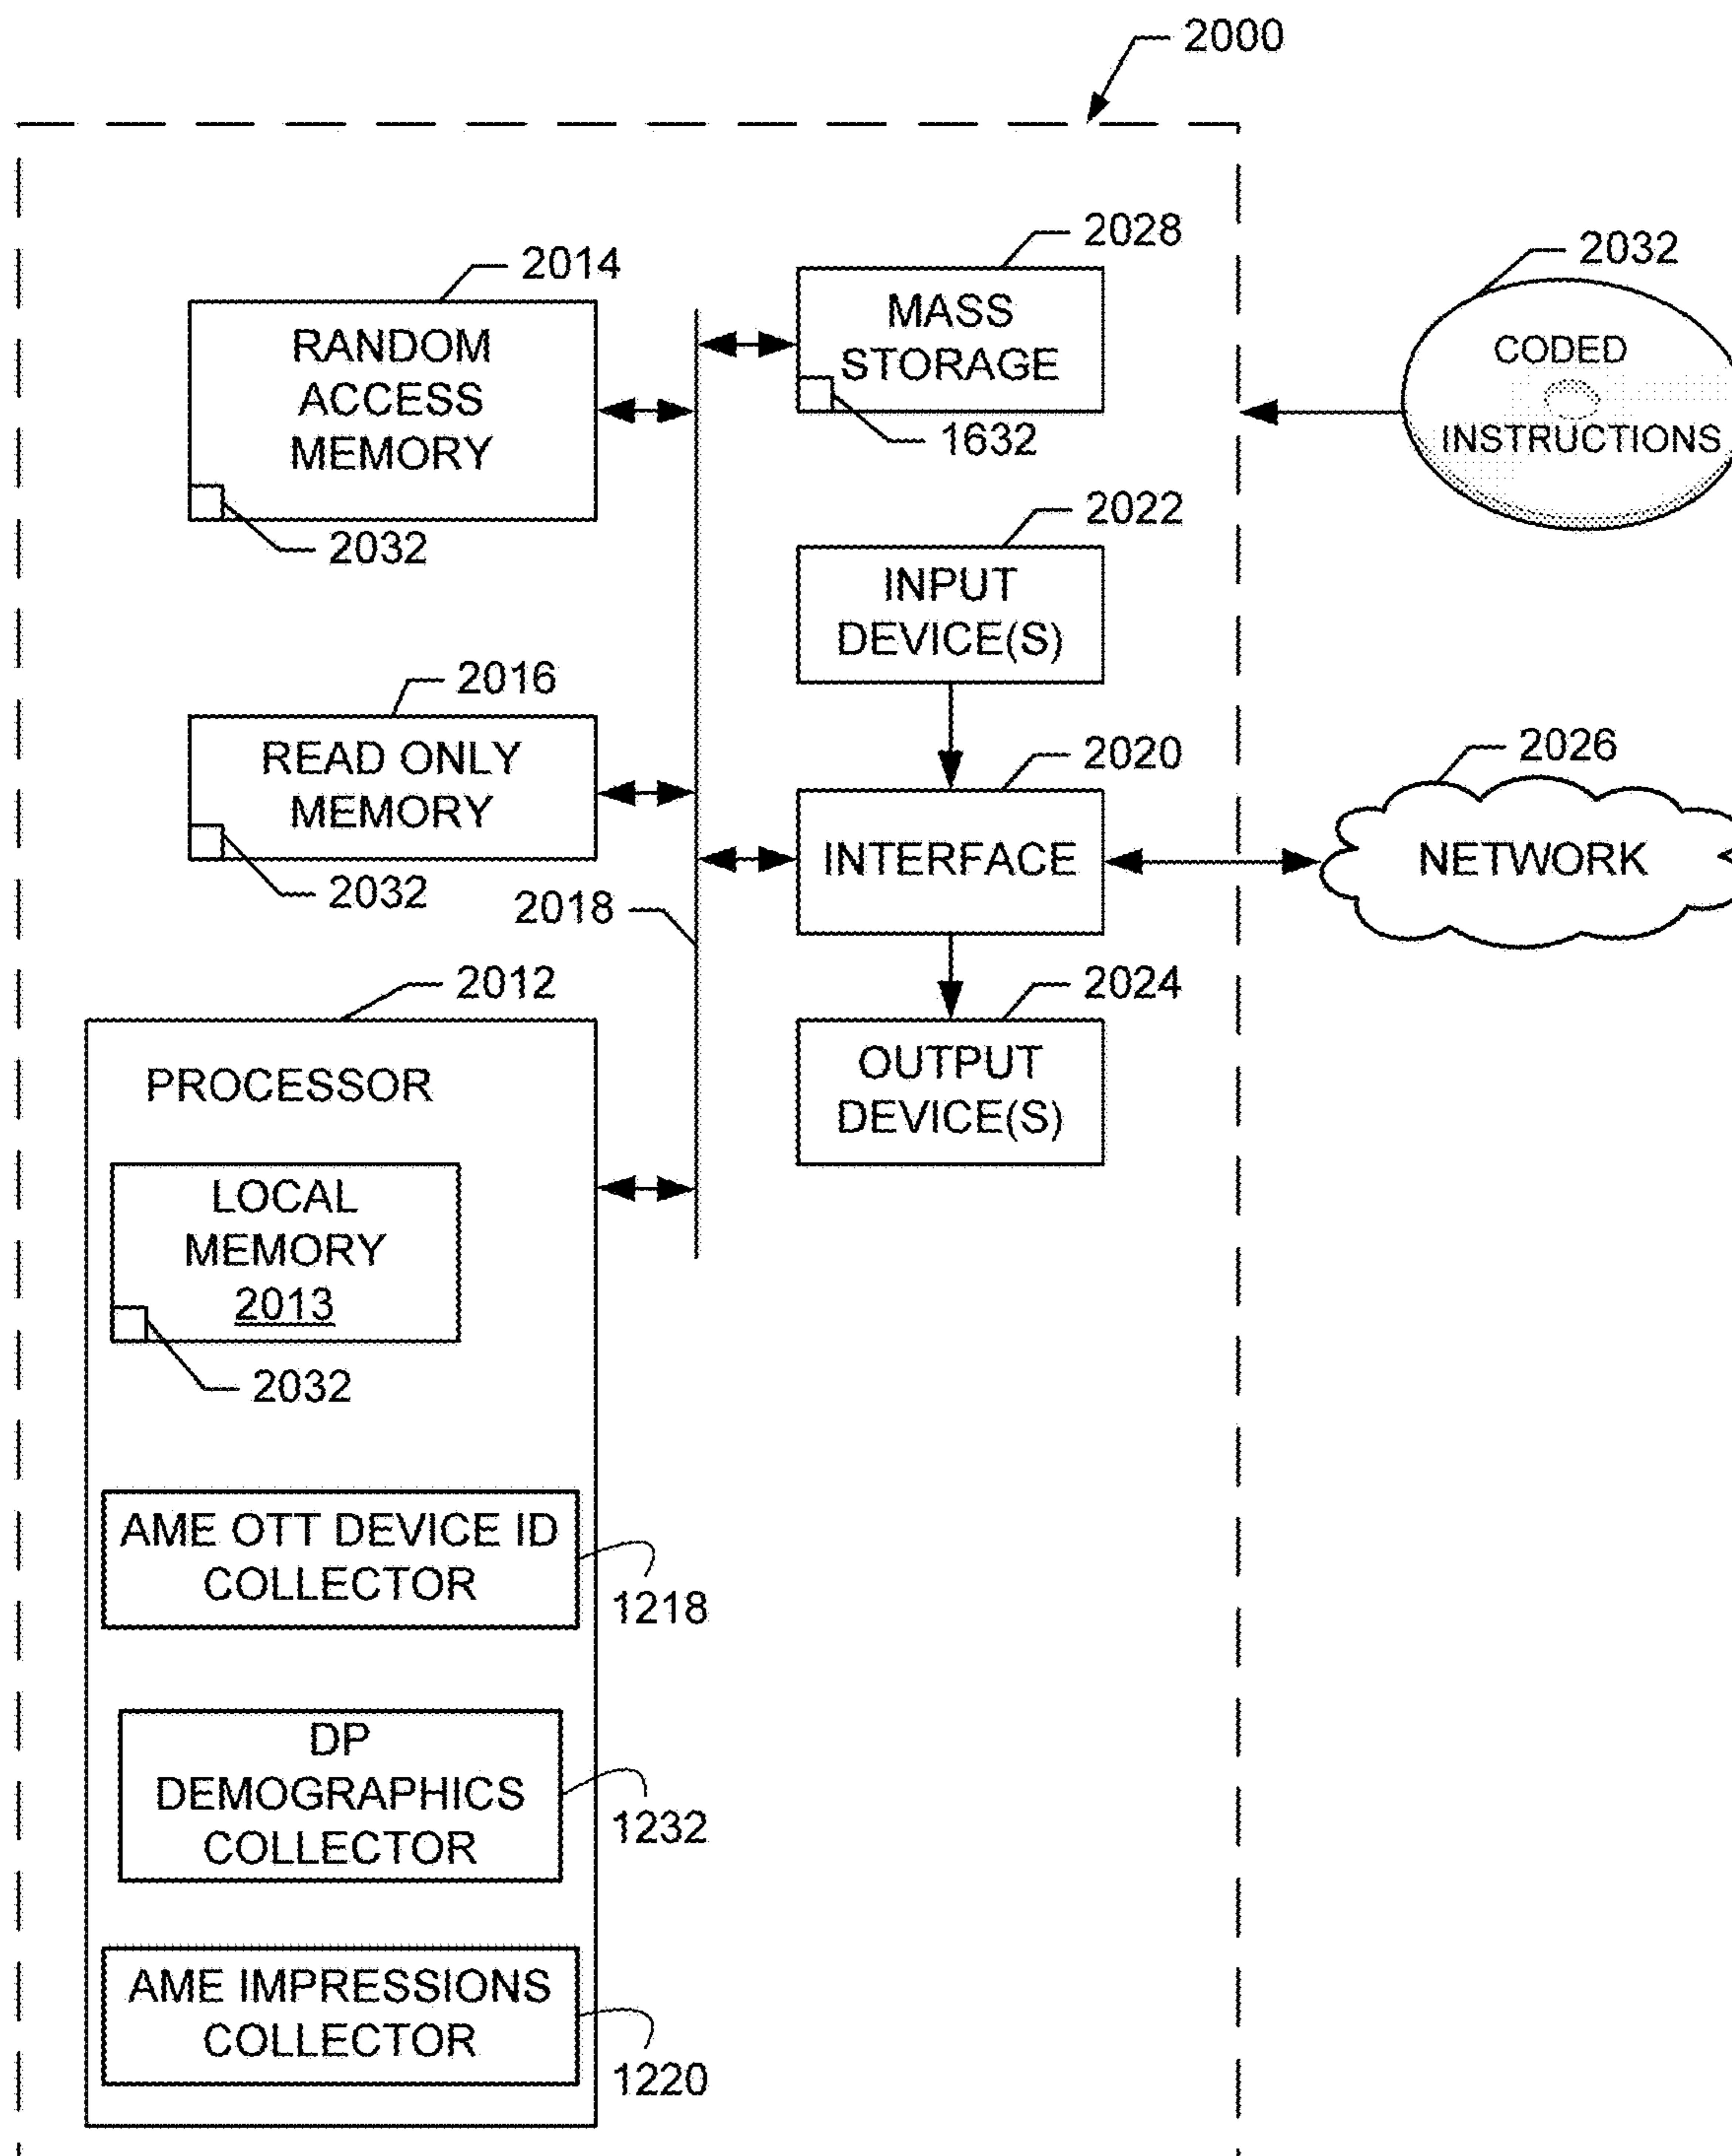 2000
2014
RANDOM
ACCESS
MEMORY
2032
2028
MASS
STORAGE
1632
2032
CODED
INSTRUCTIONS
2022
INPUT
DEVICE(S)
2016
READ ONLY
MEMORY
2032
2018
2020
INTERFACE
2026
NETWORK
2024
OUTPUT
DEVICE(S)
2012
PROCESSOR
LOCAL
MEMORY
2013
2032
AME OTT DEVICE ID
COLLECTOR
1218
DP
DEMOGRAPHICS
COLLECTOR
1232
AME IMPRESSIONS
COLLECTOR
1220